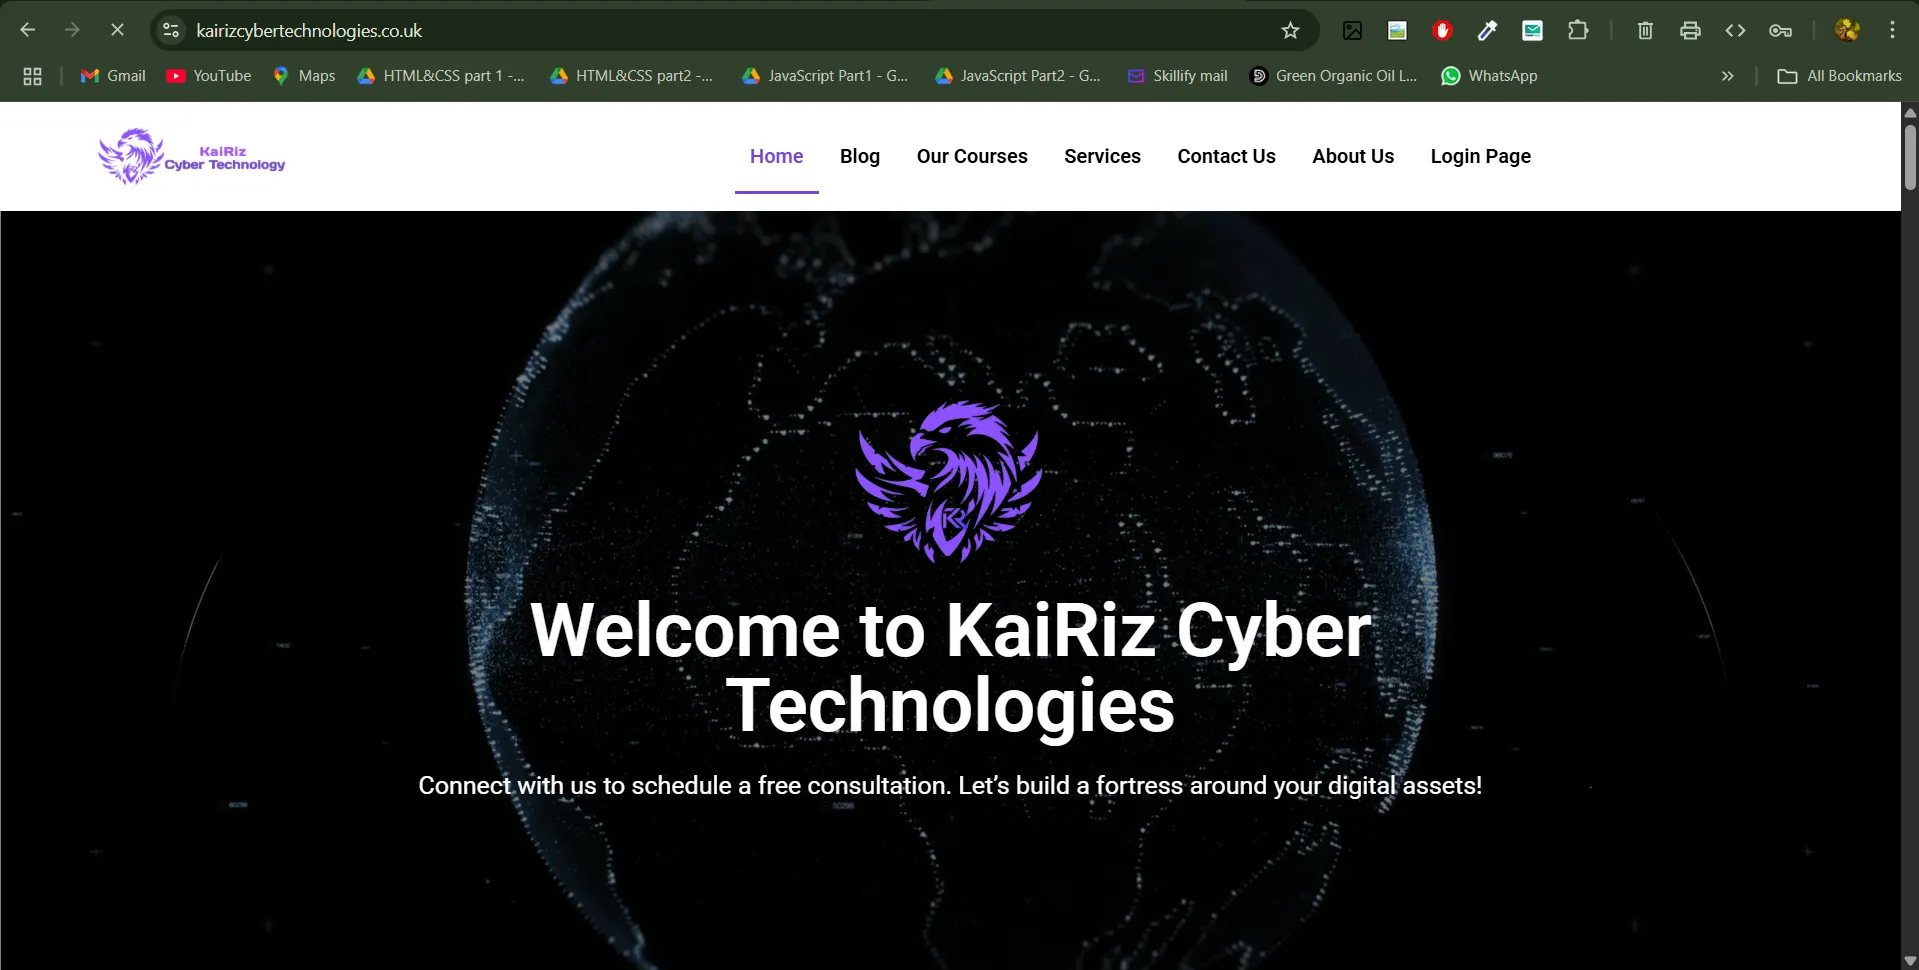 kairizcybertechnologies.co.uk
Gmail YouTube Maps HTML&CSS part 1 -... HTML&CSS part2 -... JavaScript Part1 - G... JavaScript Part2 - G... Skillify mail Green Organic Oil L... WhatsApp » All Bookmarks
KaiRiz
Cyber Technology
Home Blog Our Courses Services Contact Us About Us Login Page
KR
Welcome to KaiRiz Cyber
Technologies
Connect with us to schedule a free consultation. Let’s build a fortress around your digital assets!